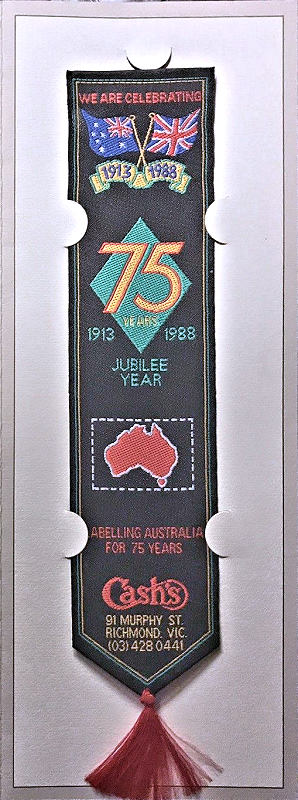 WE ARE CELEBRATING
1913 1988
75
YEARS
1913 1988
JUBILEE
YEAR
ABELLING AUSTRALIA
FOR 75 YEARS
Cash's
91 MURPHY ST.
RICHMOND. VIC.
(03) 428 0441